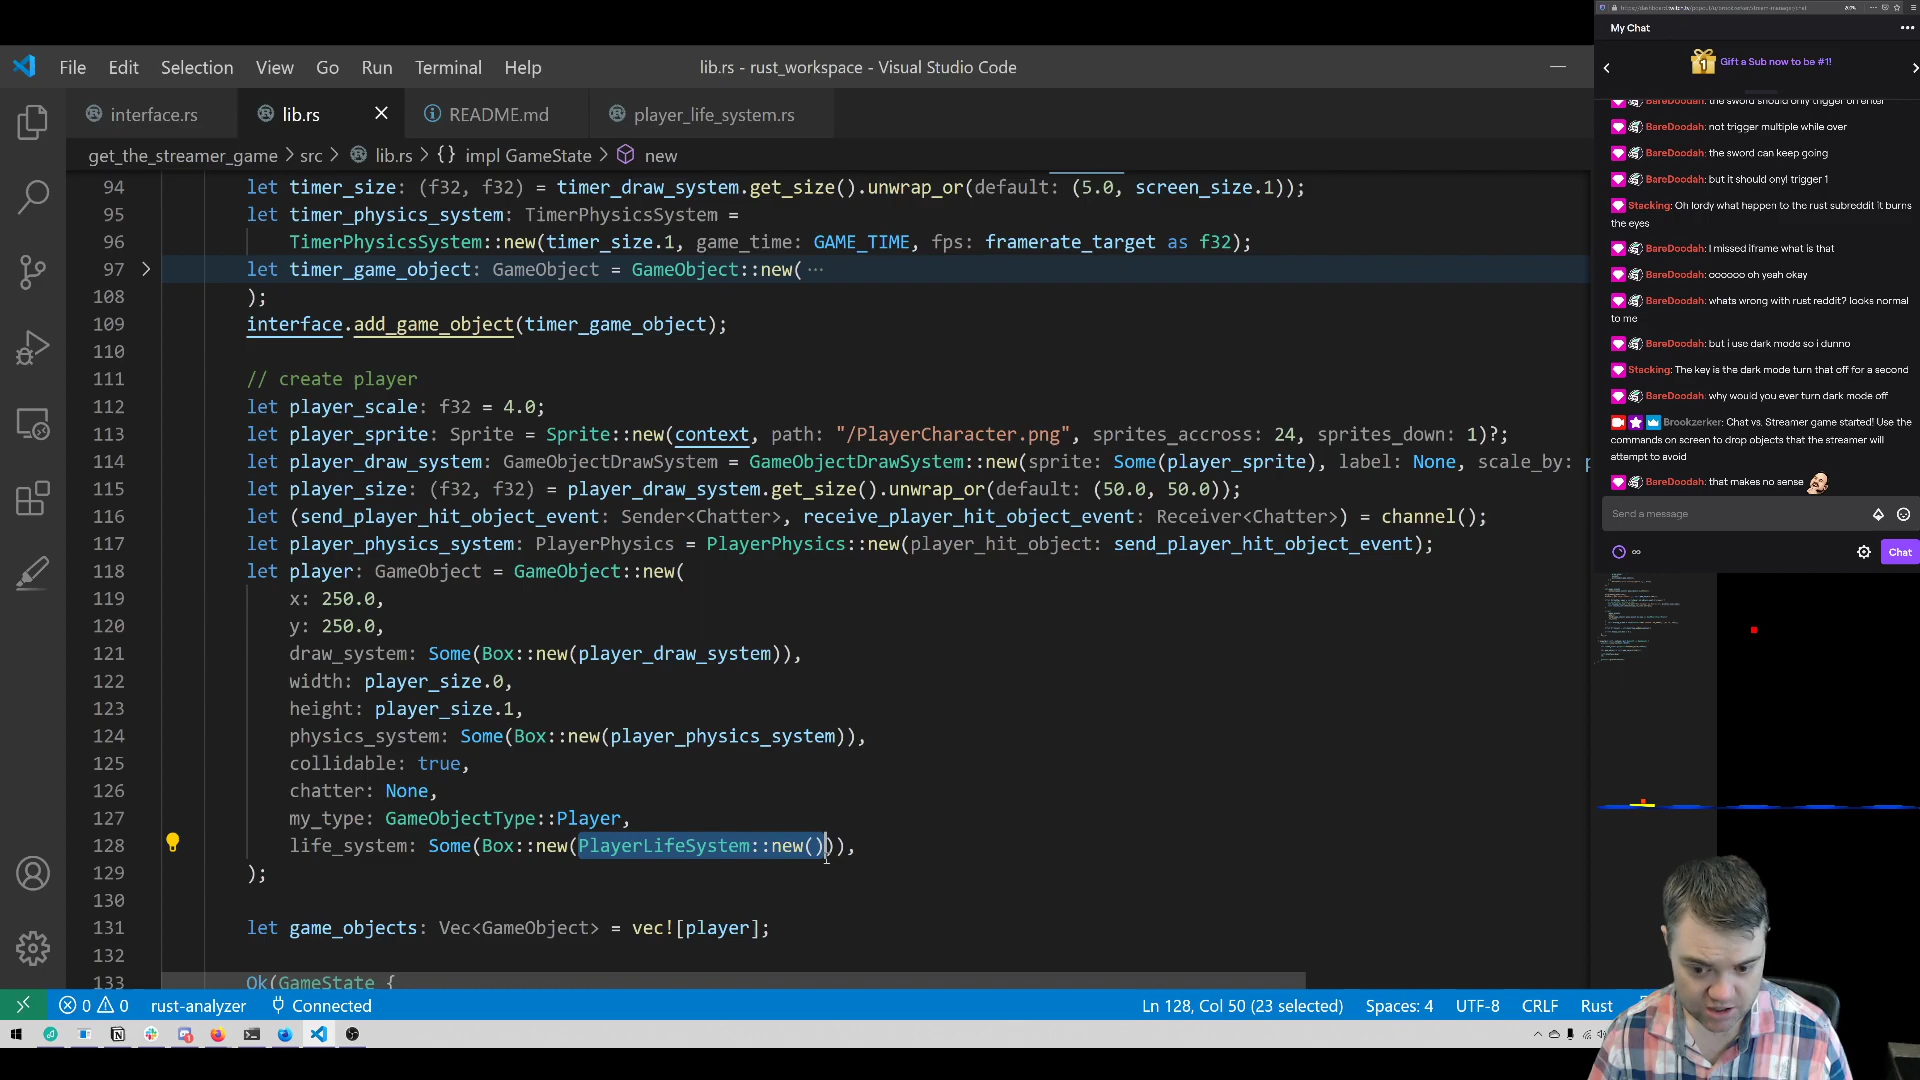 https://dashboard.twitch.tv/popout/u/brookzerker/stream-manager/chat
My Chat
1
Gift a Sub now to be #1!
File Edit Selection View Go Run Terminal Help
lib.rs - rust_workspace - Visual Studio Code
interface.rs
lib.rs
README.md
player_life_system.rs
get_the_streamer_game > src > lib.rs > {} impl GameState > new
94 let timer_size: (f32, f32) = timer_draw_system.get_size().unwrap_or(default: (5.0, screen_size.1));
95 let timer_physics_system: TimerPhysicsSystem =
96 TimerPhysicsSystem::new(timer_size.1, game_time: GAME_TIME, fps: framerate_target as f32);
97 let timer_game_object: GameObject = GameObject::new( ···
108 );
109 interface.add_game_object(timer_game_object);
110
111 // create player
112 let player_scale: f32 = 4.0;
113 let player_sprite: Sprite = Sprite::new(context, path: "/PlayerCharacter.png", sprites_accross: 24, sprites_down: 1)?;
114 let player_draw_system: GameObjectDrawSystem = GameObjectDrawSystem::new(sprite: Some(player_sprite), label: None, scale_by: p
115 let player_size: (f32, f32) = player_draw_system.get_size().unwrap_or(default: (50.0, 50.0));
116 let (send_player_hit_object_event: Sender<Chatter>, receive_player_hit_object_event: Receiver<Chatter>) = channel();
117 let player_physics_system: PlayerPhysics = PlayerPhysics::new(player_hit_object: send_player_hit_object_event);
118 let player: GameObject = GameObject::new(
119 x: 250.0,
120 y: 250.0,
121 draw_system: Some(Box::new(player_draw_system)),
122 width: player_size.0,
123 height: player_size.1,
124 physics_system: Some(Box::new(player_physics_system)),
125 collidable: true,
126 chatter: None,
127 my_type: GameObjectType::Player,
128 life_system: Some(Box::new(PlayerLifeSystem::new())),
129 );
130
131 let game_objects: Vec<GameObject> = vec![player];
132
133 Ok(GameState {
0 0 rust-analyzer Connected
Ln 128, Col 50 (23 selected) Spaces: 4 UTF-8 CRLF Rust
BareDoodah: the sword should only trigger on enter
BareDoodah: not trigger multiple while over
BareDoodah: the sword can keep going
BareDoodah: but it should onyl trigger 1
Stacking: Oh lordy what happen to the rust subreddit it burns
the eyes
BareDoodah: I missed iframe what is that
BareDoodah: oooooo oh yeah okay
BareDoodah: whats wrong with rust reddit? looks normal
to me
BareDoodah: but i use dark mode so i dunno
Stacking: The key is the dark mode turn that off for a second
BareDoodah: why would you ever turn dark mode off
Brookzerker: Chat vs. Streamer game started! Use the
commands on screen to drop objects that the streamer will
attempt to avoid
BareDoodah: that makes no sense
Send a message
∞
Chat